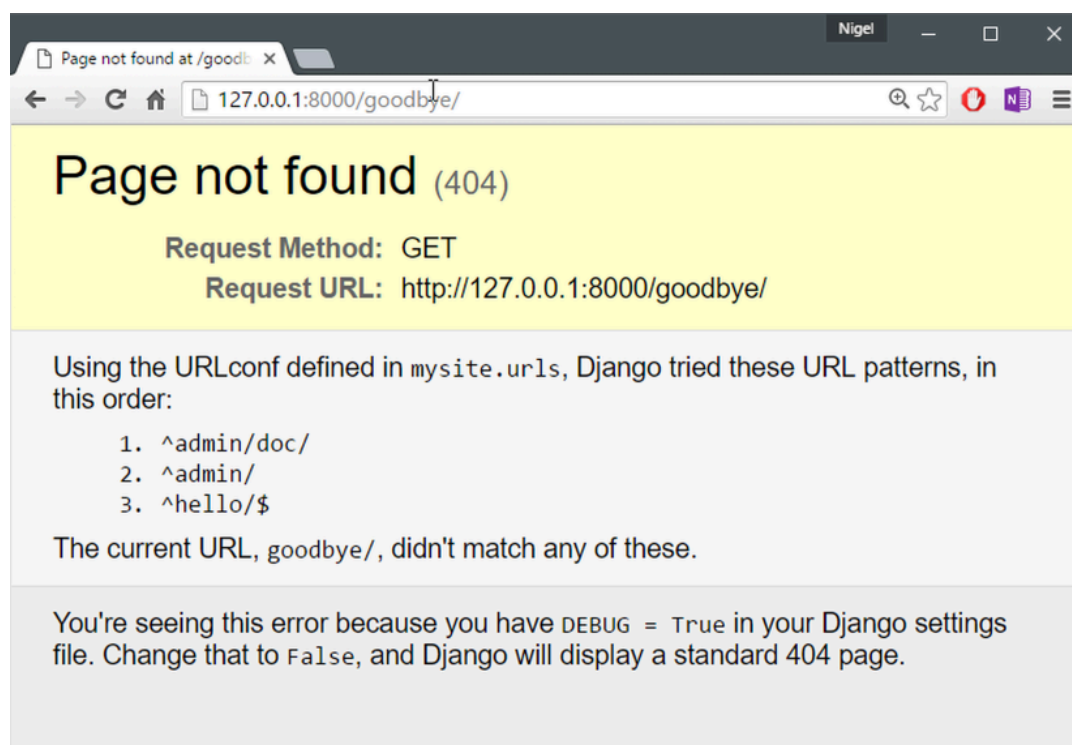 Nigel
Page not found at /goodb
127.0.0.1:8000/goodbye/
N
Page not found (404)
Request Method: GET
Request URL: http://127.0.0.1:8000/goodbye/
Using the URLconf defined in mysite.urls, Django tried these URL patterns, in
this order:
1. ^admin/doc/
2. ^admin/
3. ^hello/$
The current URL, goodbye/, didn't match any of these.
You're seeing this error because you have DEBUG = True in your Django settings
file. Change that to False, and Django will display a standard 404 page.